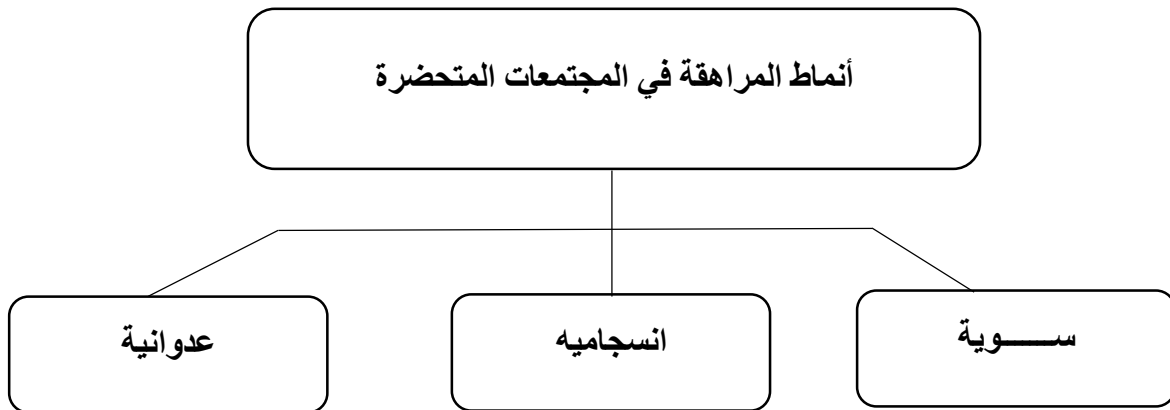 أنماط المراهقة في المجتمعات المتحضرة
ســــوية
انسجاميه
عدوانية